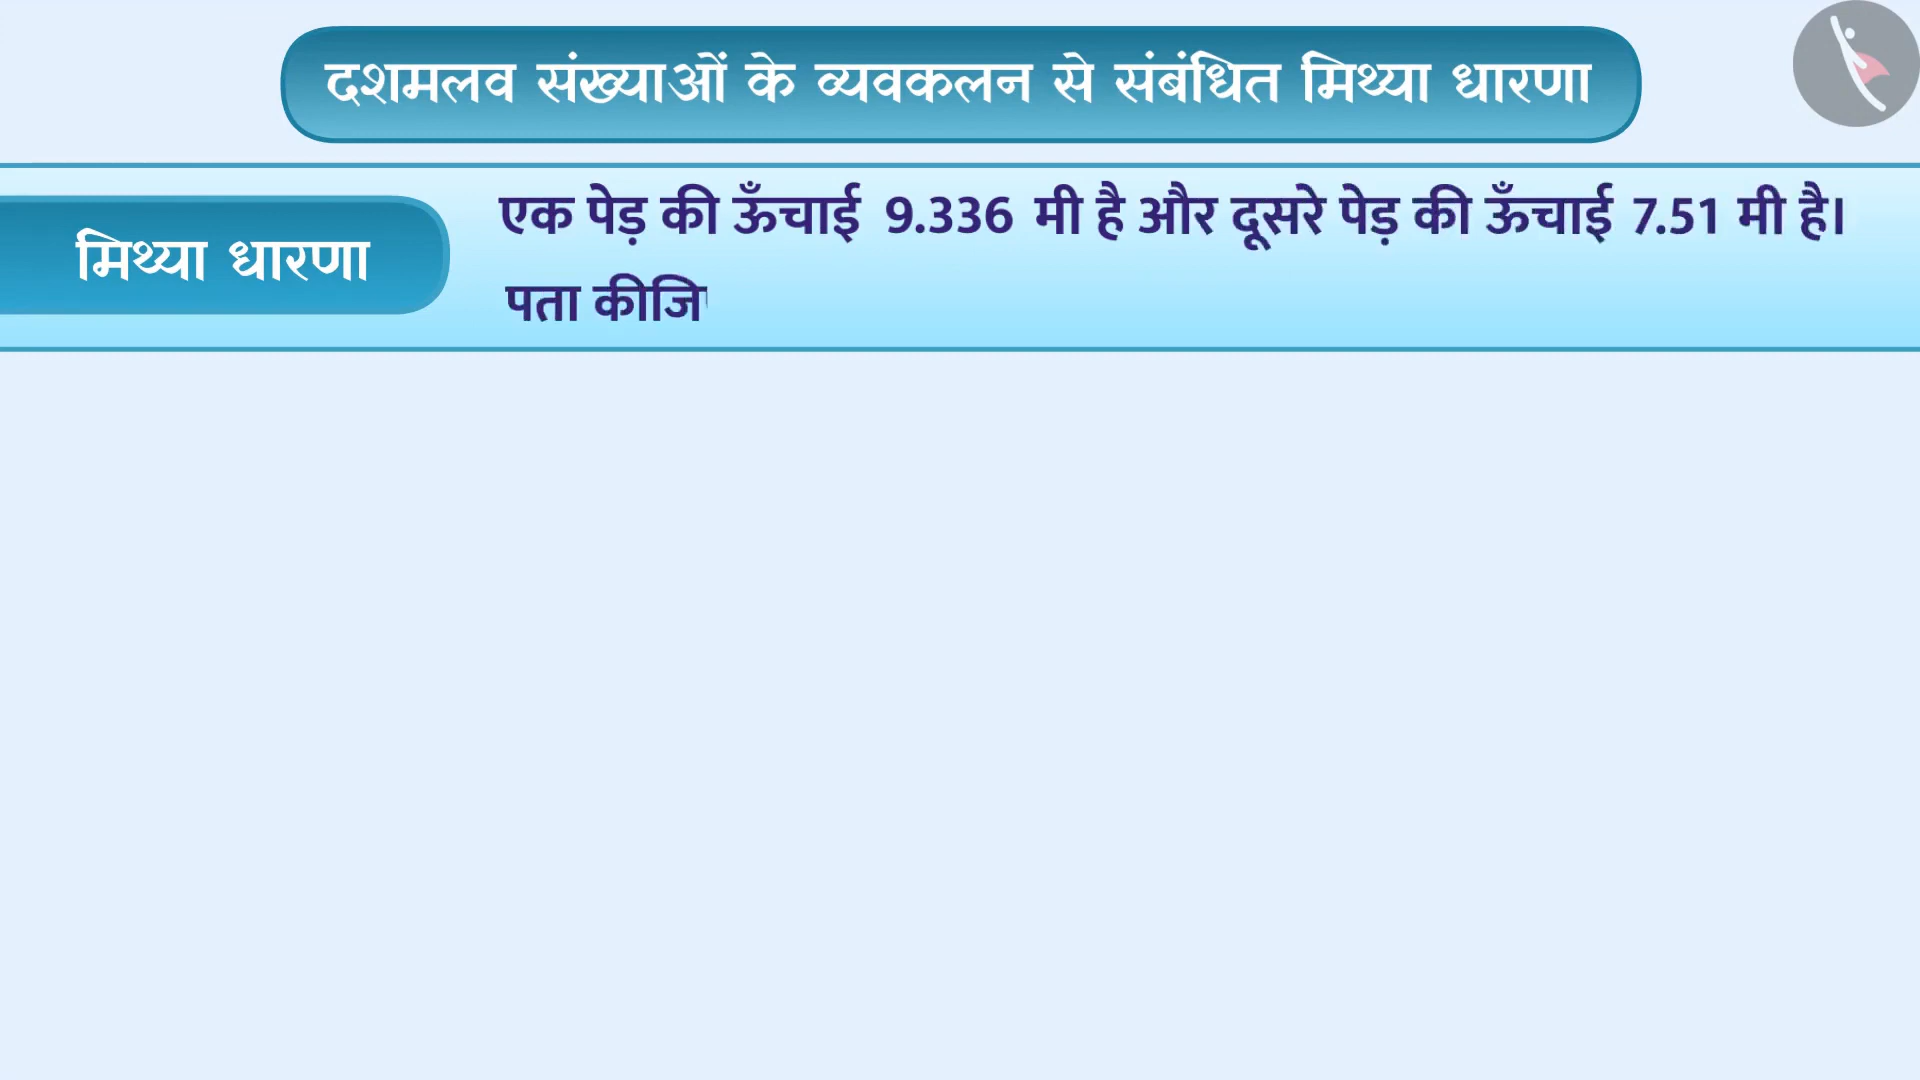 दशमलव संख्याओं के व्यवकलन से संबंधित मिथ्या धारणा
मिथ्या धारणा
एक पेड़ की ऊँचाई 9.336 मी है और दूसरे पेड़ की ऊँचाई 7.51 मी है।
पता कीजि